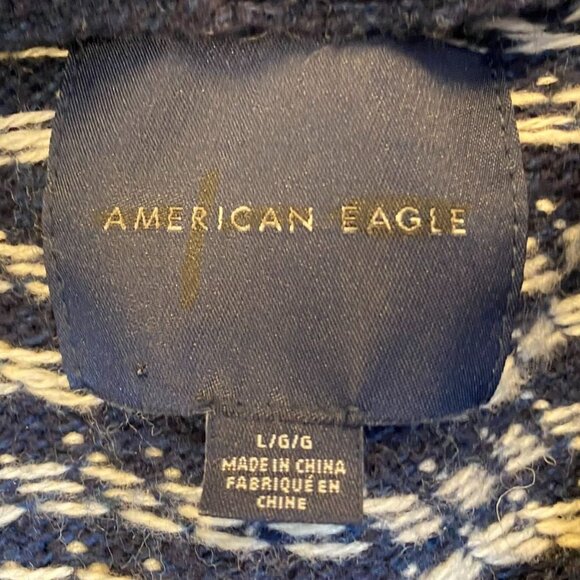 AMERICAN EAGLE
L/G/G
MADE IN CHINA
FABRIQUÉ EN
CHINE